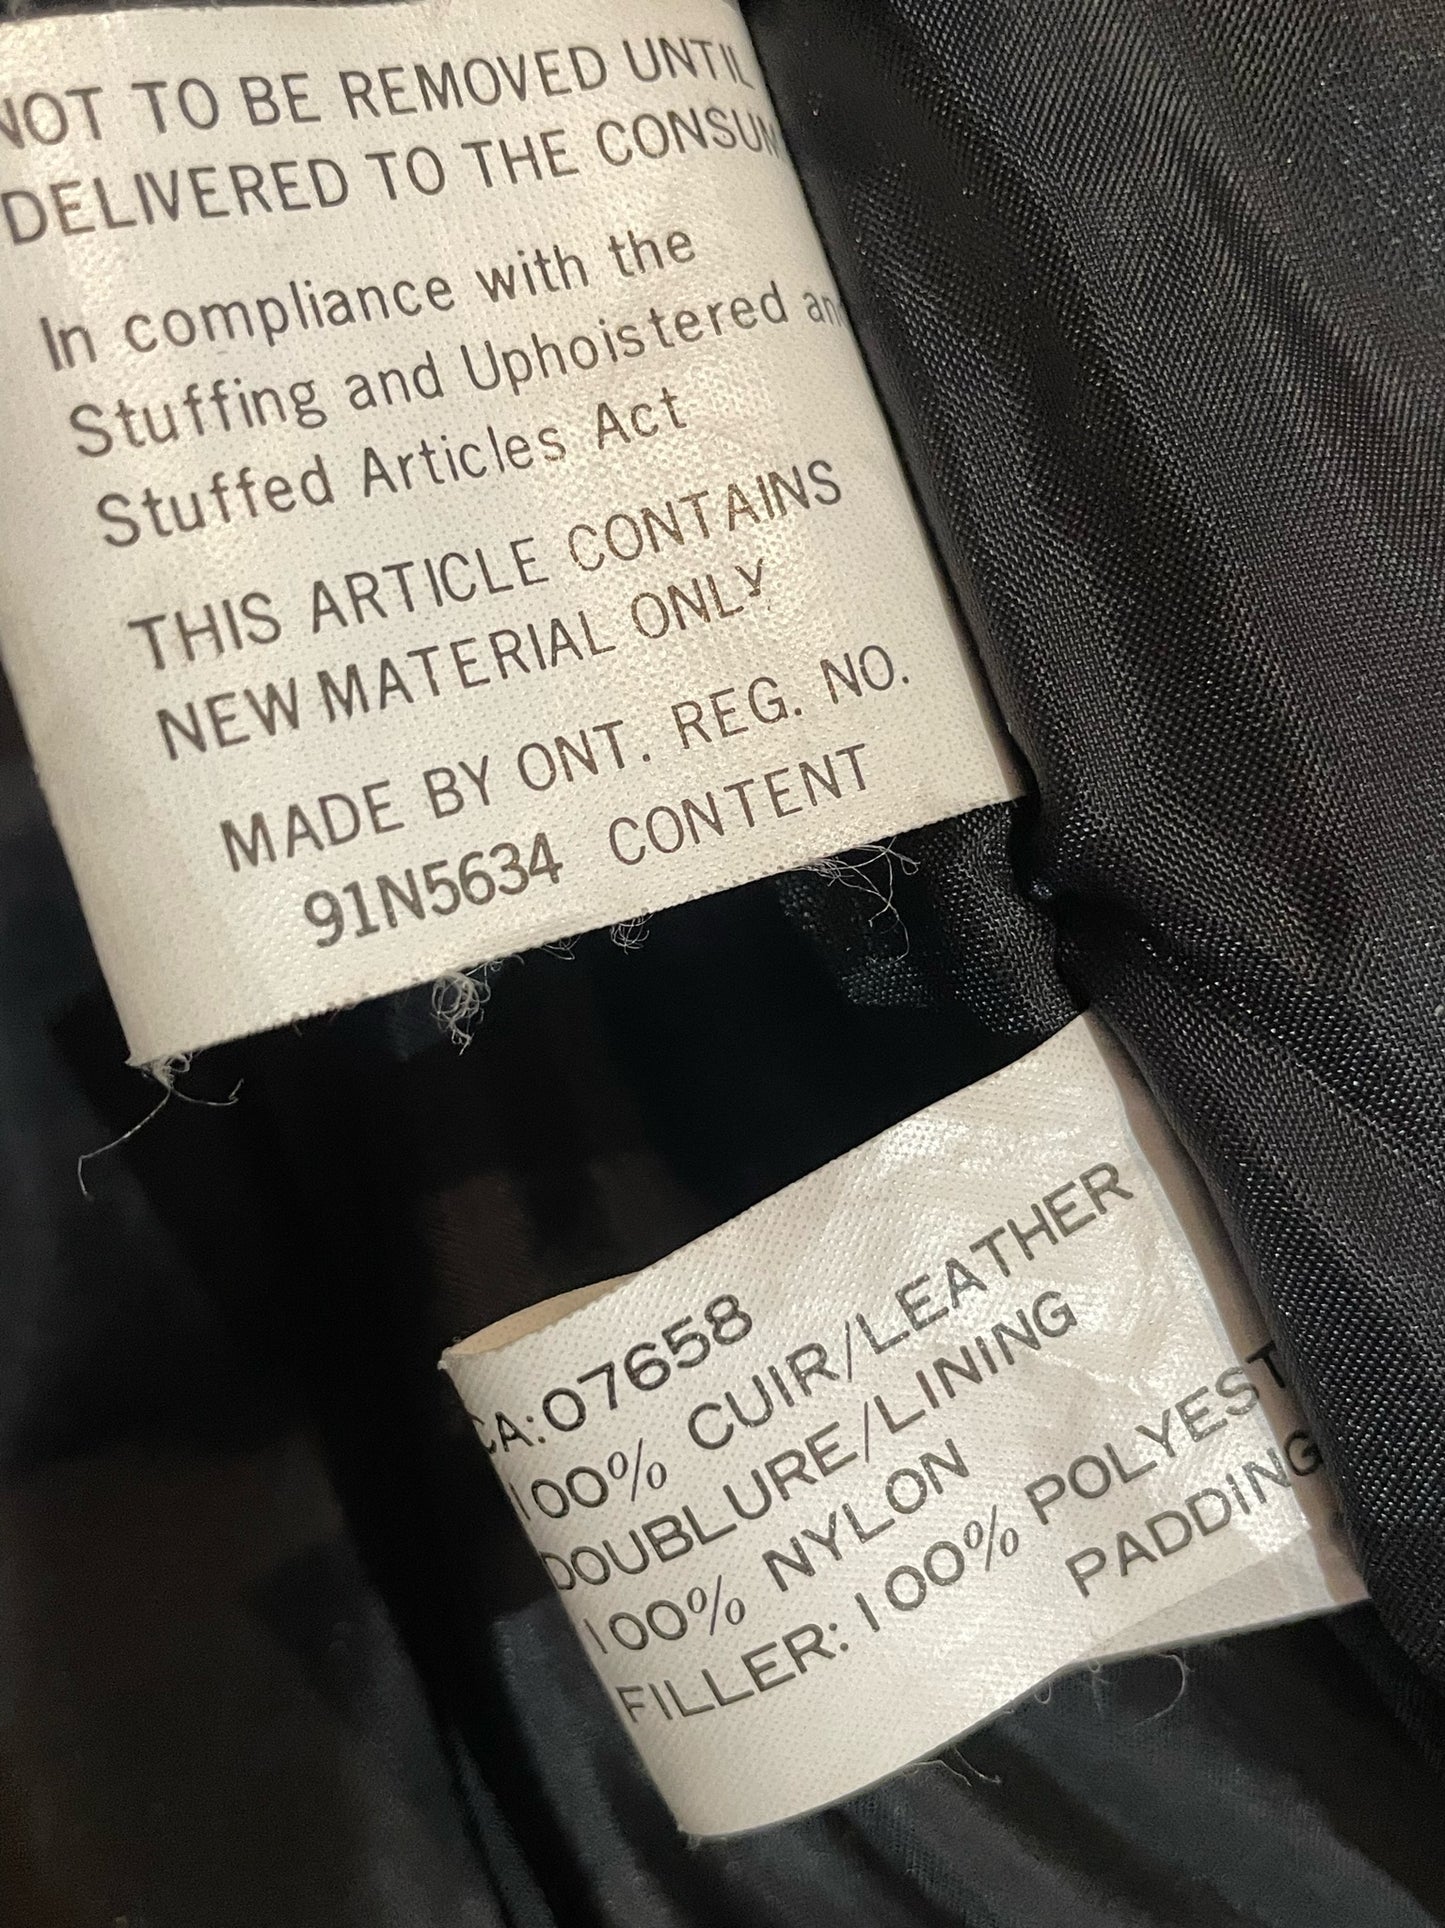 NOT TO BE REMOVED UNTIL
DELIVERED TO THE CONSUM
In compliance with the
Stuffing and Uphoistered an
Stuffed Articles Act
THIS ARTICLE CONTAINS
NEW MATERIAL ONLY
MADE BY ONT. REG. NO.
91N5634 CONTENT
CA:07658
100% CUIR/LEATHER
DOUBLURE/LINING
100% NYLON
FILLER: 100% POLYEST
PADDING